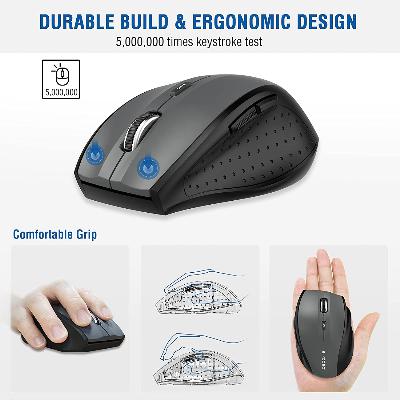 DURABLE BUILD & ERGONOMIC DESIGN
5,000,000 times keystroke test
5,000,000
Comfortable Grip